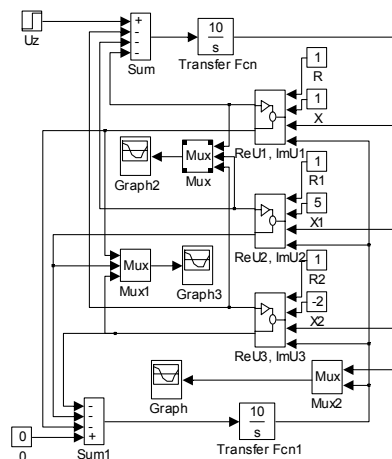 Uz
+
-
-
-
Sum
10
s
Transfer Fcn
1
R
1
X
ReU1, ImU1
Mux
Mux
Graph2
1
R1
5
X1
ReU2, ImU2
Mux
Mux1
Graph3
1
R2
-2
X2
ReU3, ImU3
Graph
Mux
Mux2
-
-
-
+
Sum1
0
0
10
s
Transfer Fcn1